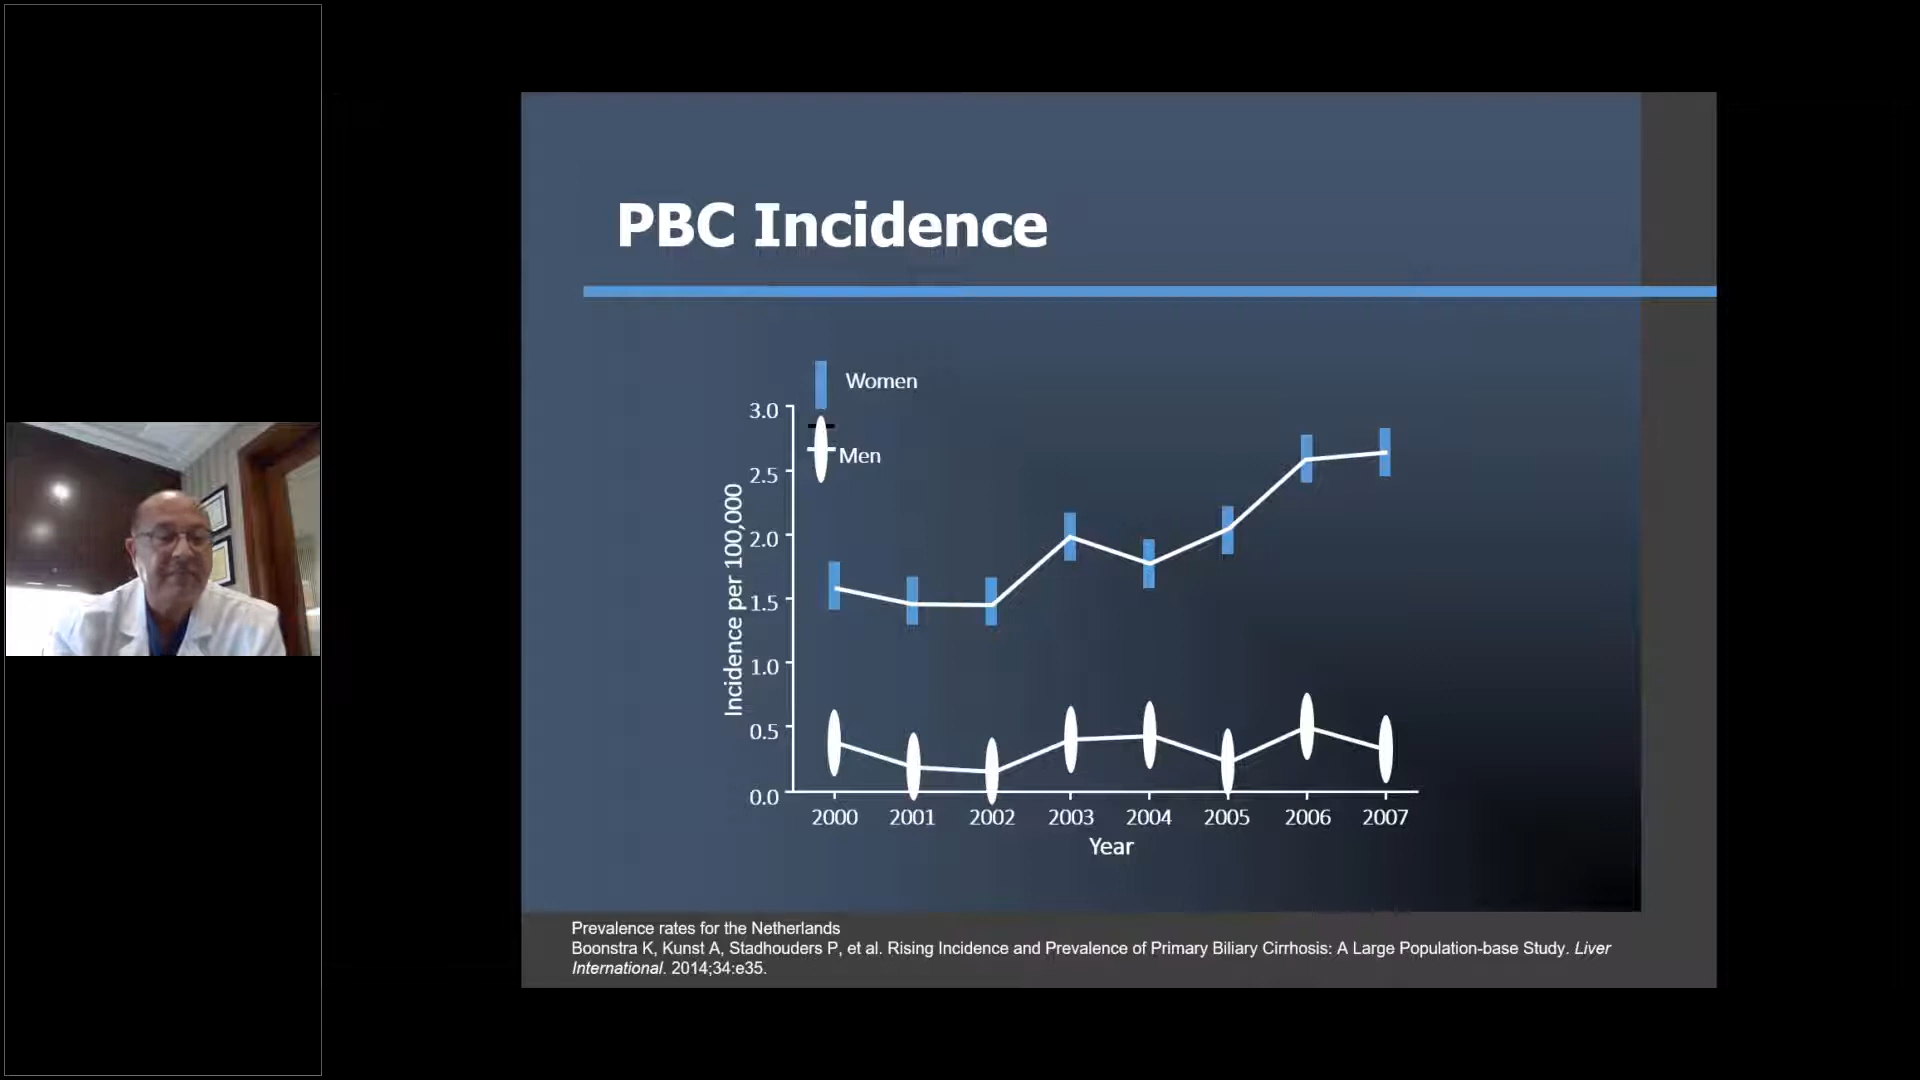 PBC Incidence
Women
Men
3.0
2.5
2.0
1.5
1.0
0.5
0.0
Incidence per 100,000
2000 2001 2002 2003 2004 2005 2006 2007
Year
Prevalence rates for the Netherlands
Boonstra K, Kunst A, Stadhouders P, et al. Rising Incidence and Prevalence of Primary Biliary Cirrhosis: A Large Population-base Study. Liver
International. 2014;34:e35.